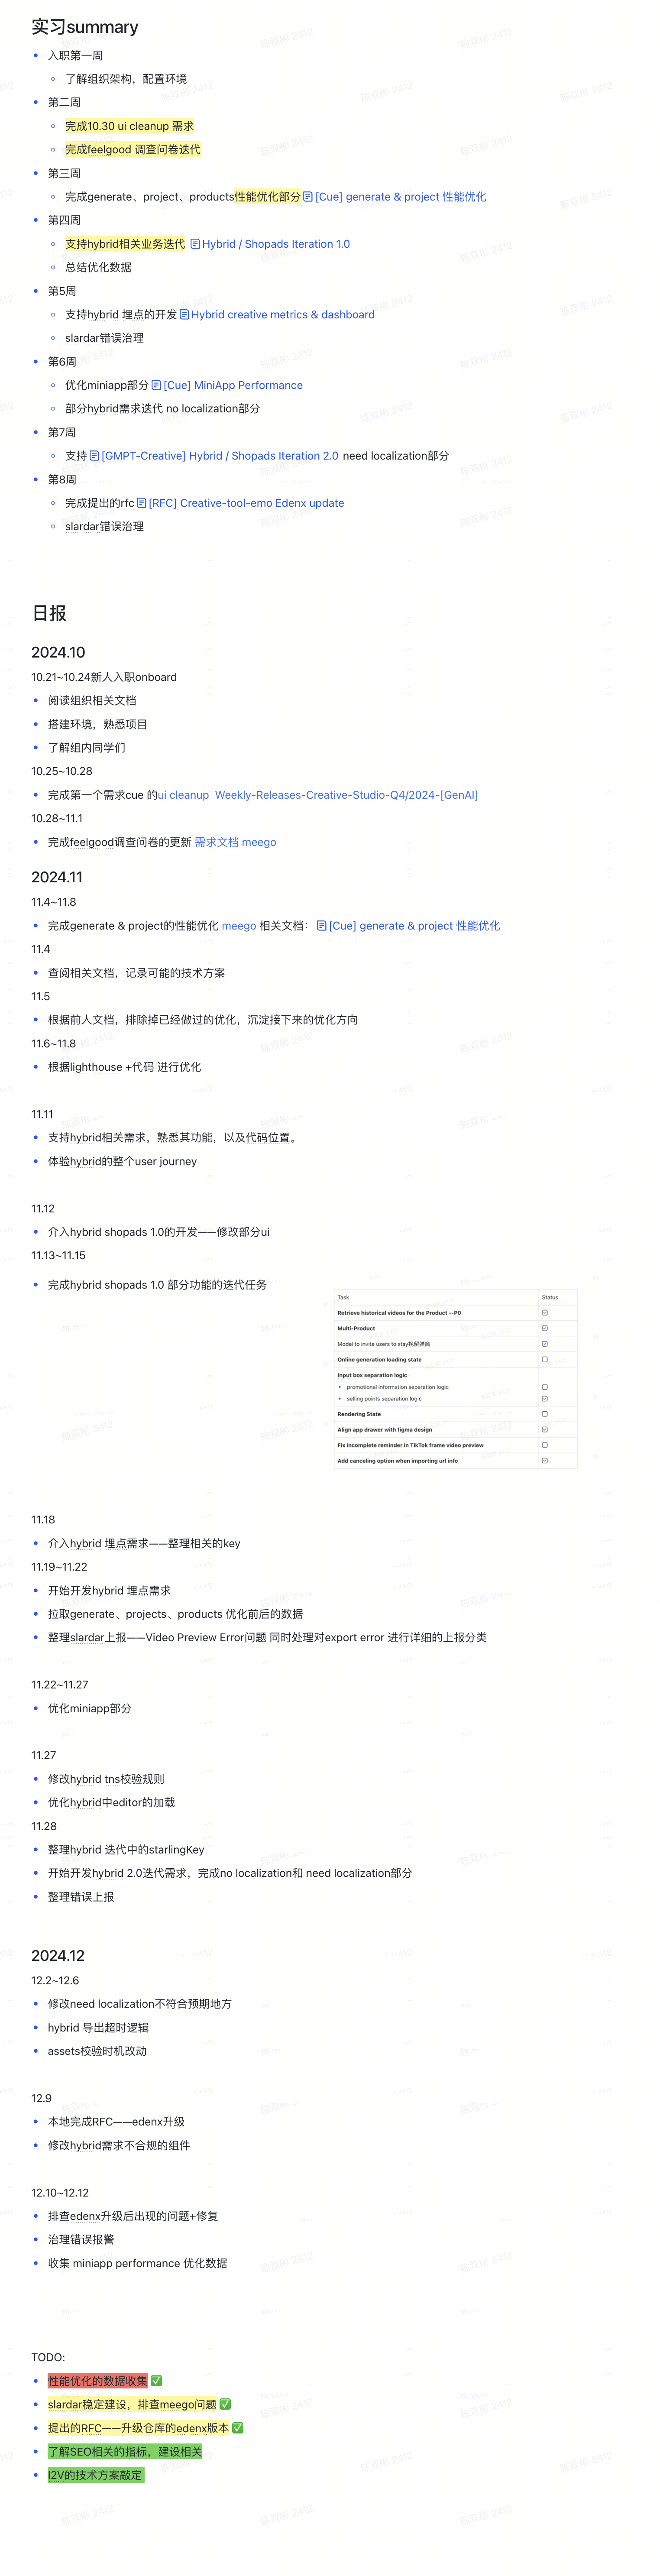 实习summary
入职第一周
了解组织架构，配置环境
第二周
完成10.30 ui cleanup 需求
完成feelgood 调查问卷迭代
第三周
完成generate、project、products性能优化部分 [Cue] generate & project 性能优化
第四周
支持hybrid相关业务迭代 Hybrid / Shopads Iteration 1.0
总结优化数据
第5周
支持hybrid 埋点的开发 Hybrid creative metrics & dashboard
slardar错误治理
第6周
优化miniapp部分 [Cue] MiniApp Performance
部分hybrid需求迭代 no localization部分
第7周
支持 [GMPT-Creative] Hybrid / Shopads Iteration 2.0 need localization部分
第8周
完成提出的rfc [RFC] Creative-tool-emo Edenx update
slardar错误治理
日报
2024.10
10.21~10.24新人入职onboard
阅读组织相关文档
搭建环境，熟悉项目
了解组内同学们
10.25~10.28
完成第一个需求cue 的ui cleanup Weekly-Releases-Creative-Studio-Q4/2024-[GenAI]
10.28~11.1
完成feelgood调查问卷的更新 需求文档 meego
2024.11
11.4~11.8
完成generate & project的性能优化 meego 相关文档： [Cue] generate & project 性能优化
11.4
查阅相关文档，记录可能的技术方案
11.5
根据前人文档，排除掉已经做过的优化，沉淀接下来的优化方向
11.6~11.8
根据lighthouse +代码 进行优化
11.11
支持hybrid相关需求，熟悉其功能，以及代码位置。
体验hybrid的整个user journey
11.12
介入hybrid shopads 1.0的开发——修改部分ui
11.13~11.15
完成hybrid shopads 1.0 部分功能的迭代任务
Task Status
Retrieve historical videos for the Product --P0
Multi-Product
Model to invite users to stay挽留弹窗
Online generation loading state
Input box separation logic
promotional information separation logic
selling points separation logic
Rendering State
Align app drawer with figma design
Fix incomplete reminder in TikTok frame video preview
Add canceling option when importing url info
11.18
介入hybrid 埋点需求——整理相关的key
11.19~11.22
开始开发hybrid 埋点需求
拉取generate、projects、products 优化前后的数据
整理slardar上报——Video Preview Error问题 同时处理对export error 进行详细的上报分类
11.22~11.27
优化miniapp部分
11.27
修改hybrid tns校验规则
优化hybrid中editor的加载
11.28
整理hybrid 迭代中的starlingKey
开始开发hybrid 2.0迭代需求，完成no localization和 need localization部分
整理错误上报
2024.12
12.2~12.6
修改need localization不符合预期地方
hybrid 导出超时逻辑
assets校验时机改动
12.9
本地完成RFC——edenx升级
修改hybrid需求不合规的组件
12.10~12.12
排查edenx升级后出现的问题+修复
治理错误报警
收集 miniapp performance 优化数据
TODO:
性能优化的数据收集 ✅
slardar稳定建设，排查meego问题 ✅
提出的RFC——升级仓库的edenx版本 ✅
了解SEO相关的指标，建设相关
I2V的技术方案敲定
陈双彬 2412